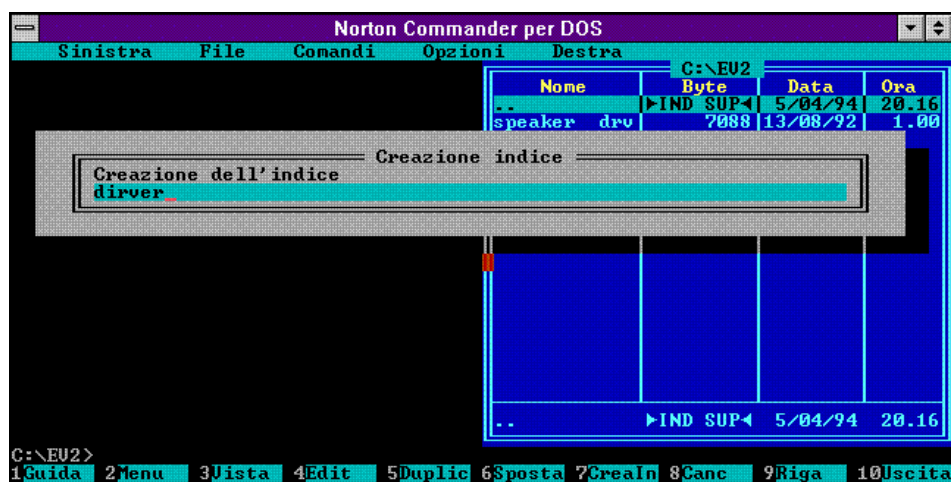 Norton Commander per DOS
Sinistra File Comandi Opzioni Destra
C:\EV2
Nome Byte Data Ora
.. ►IND SUP◄ 5/04/94 20.16
speaker drv 7088 13/08/92 1.00
Creazione indice
Creazione dell'indice
dirver_
.. ►IND SUP◄ 5/04/94 20.16
C:\EV2>
1Guida 2Menu 3Vista 4Edit 5Duplic 6Sposta 7CreaIn 8Canc 9Riga 10Uscita